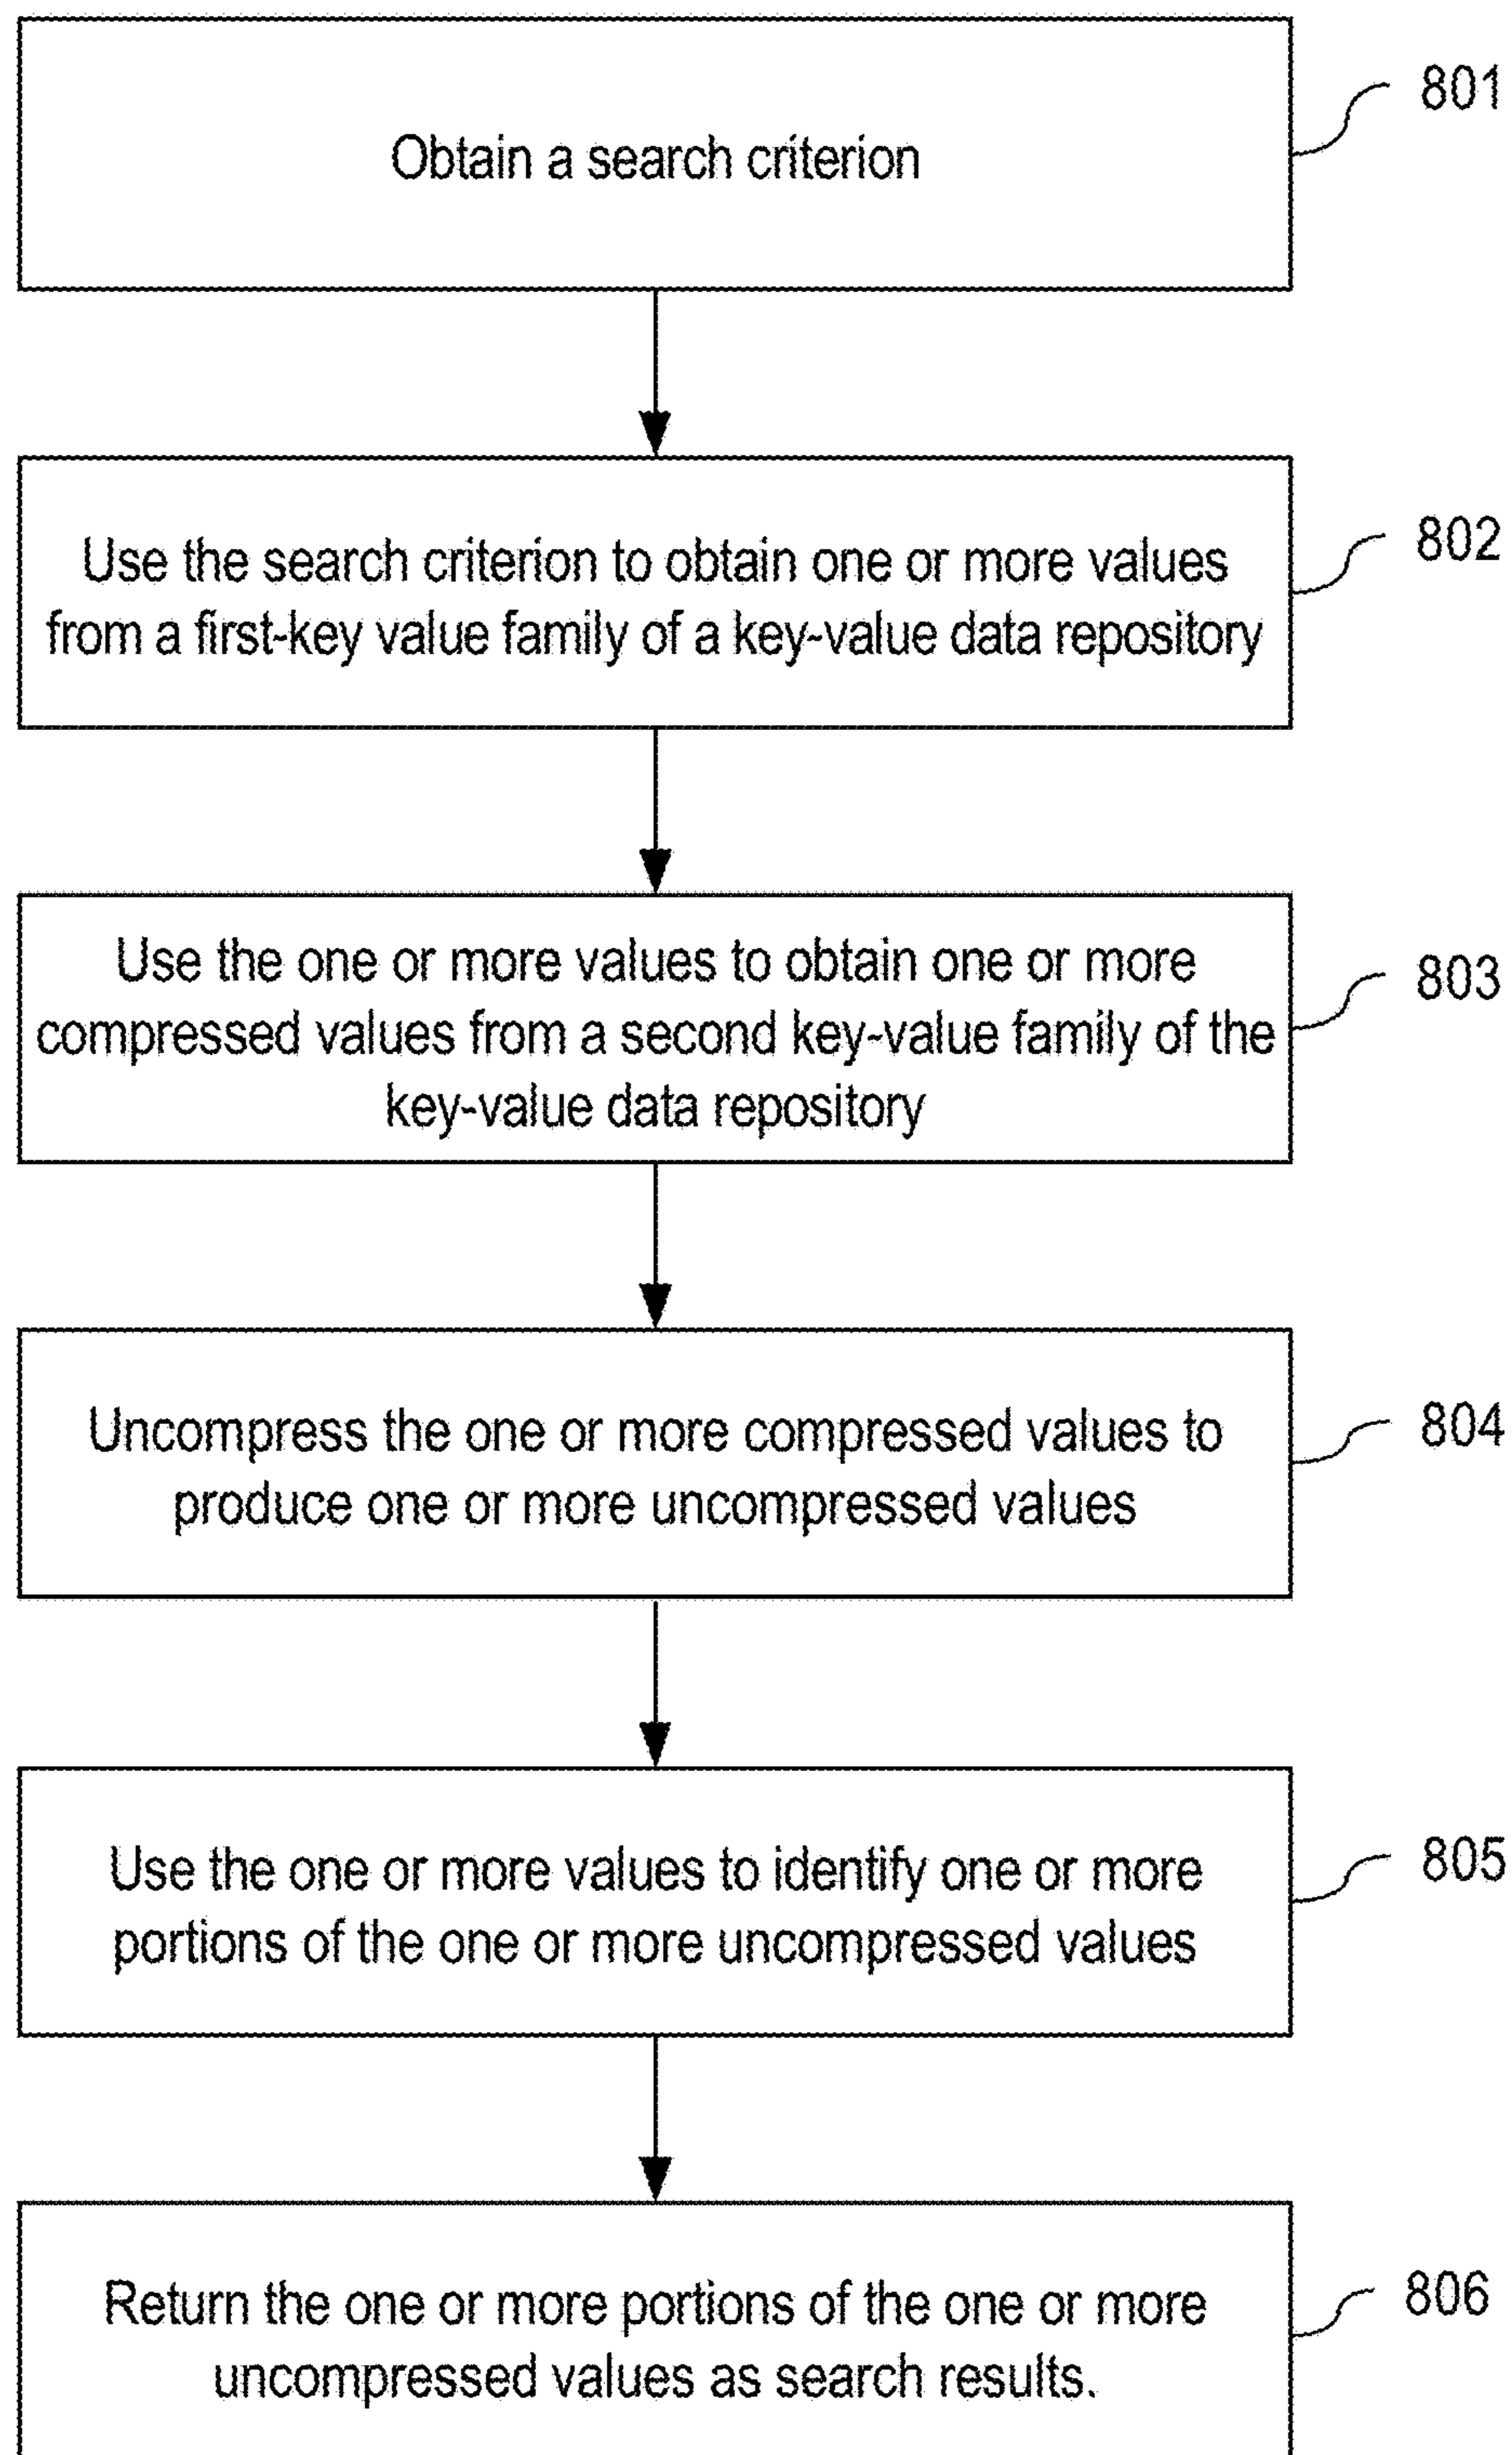 Obtain a search criterion
801
Use the search criterion to obtain one or more values
from a first-key value family of a key-value data repository
802
Use the one or more values to obtain one or more
compressed values from a second key-value family of the
key-value data repository
803
Uncompress the one or more compressed values to
produce one or more uncompressed values
804
Use the one or more values to identify one or more
portions of the one or more uncompressed values
805
Return the one or more portions of the one or more
uncompressed values as search results.
806